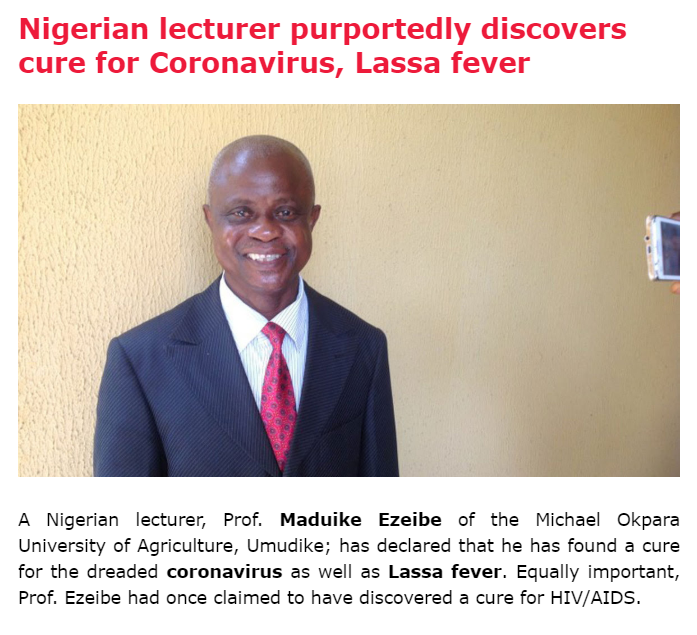 Nigerian lecturer purportedly discovers
cure for Coronavirus, Lassa fever
A Nigerian lecturer, Prof. Maduike Ezeibe of the Michael Okpara
University of Agriculture, Umudike; has declared that he has found a cure
for the dreaded coronavirus as well as Lassa fever. Equally important,
Prof. Ezeibe had once claimed to have discovered a cure for HIV/AIDS.